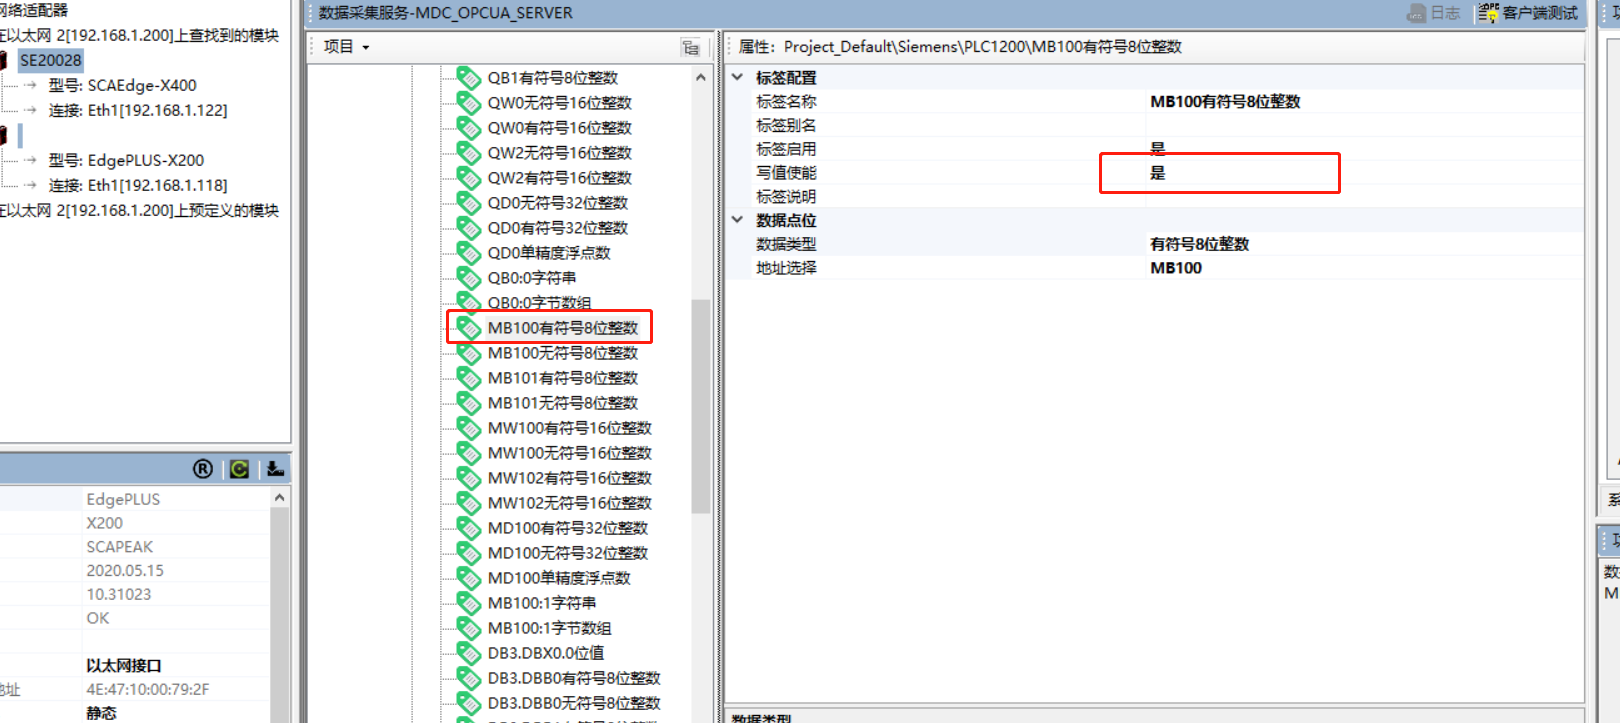 网络适配器
在以太网 2[192.168.1.200]上查找到的模块
SE20028
型号: SCAEdge-X400
连接: Eth1[192.168.1.122]
型号: EdgePLUS-X200
连接: Eth1[192.168.1.118]
在以太网 2[192.168.1.200]上预定义的模块
EdgePLUS
X200
SCAPEAK
2020.05.15
10.31023
OK
以太网接口
地址 4E:47:10:00:79:2F
静态
数据采集服务-MDC_OPCUA_SERVER
日志 客户端测试
项目
QB1有符号8位整数
QW0无符号16位整数
QW0有符号16位整数
QW2无符号16位整数
QW2有符号16位整数
QD0无符号32位整数
QD0有符号32位整数
QD0单精度浮点数
QB0:0字符串
QB0:0字节数组
MB100有符号8位整数
MB100无符号8位整数
MB101有符号8位整数
MB101无符号8位整数
MW100有符号16位整数
MW100无符号16位整数
MW102有符号16位整数
MW102无符号16位整数
MD100有符号32位整数
MD100无符号32位整数
MD100单精度浮点数
MB100:1字符串
MB100:1字节数组
DB3.DBX0.0位值
DB3.DBB0有符号8位整数
DB3.DBB0无符号8位整数
属性: Project_Default\Siemens\PLC1200\MB100有符号8位整数
标签配置
标签名称 MB100有符号8位整数
标签别名
标签启用 是
写值使能 是
标签说明
数据点位
数据类型 有符号8位整数
地址选择 MB100
数据类型
系
数
M